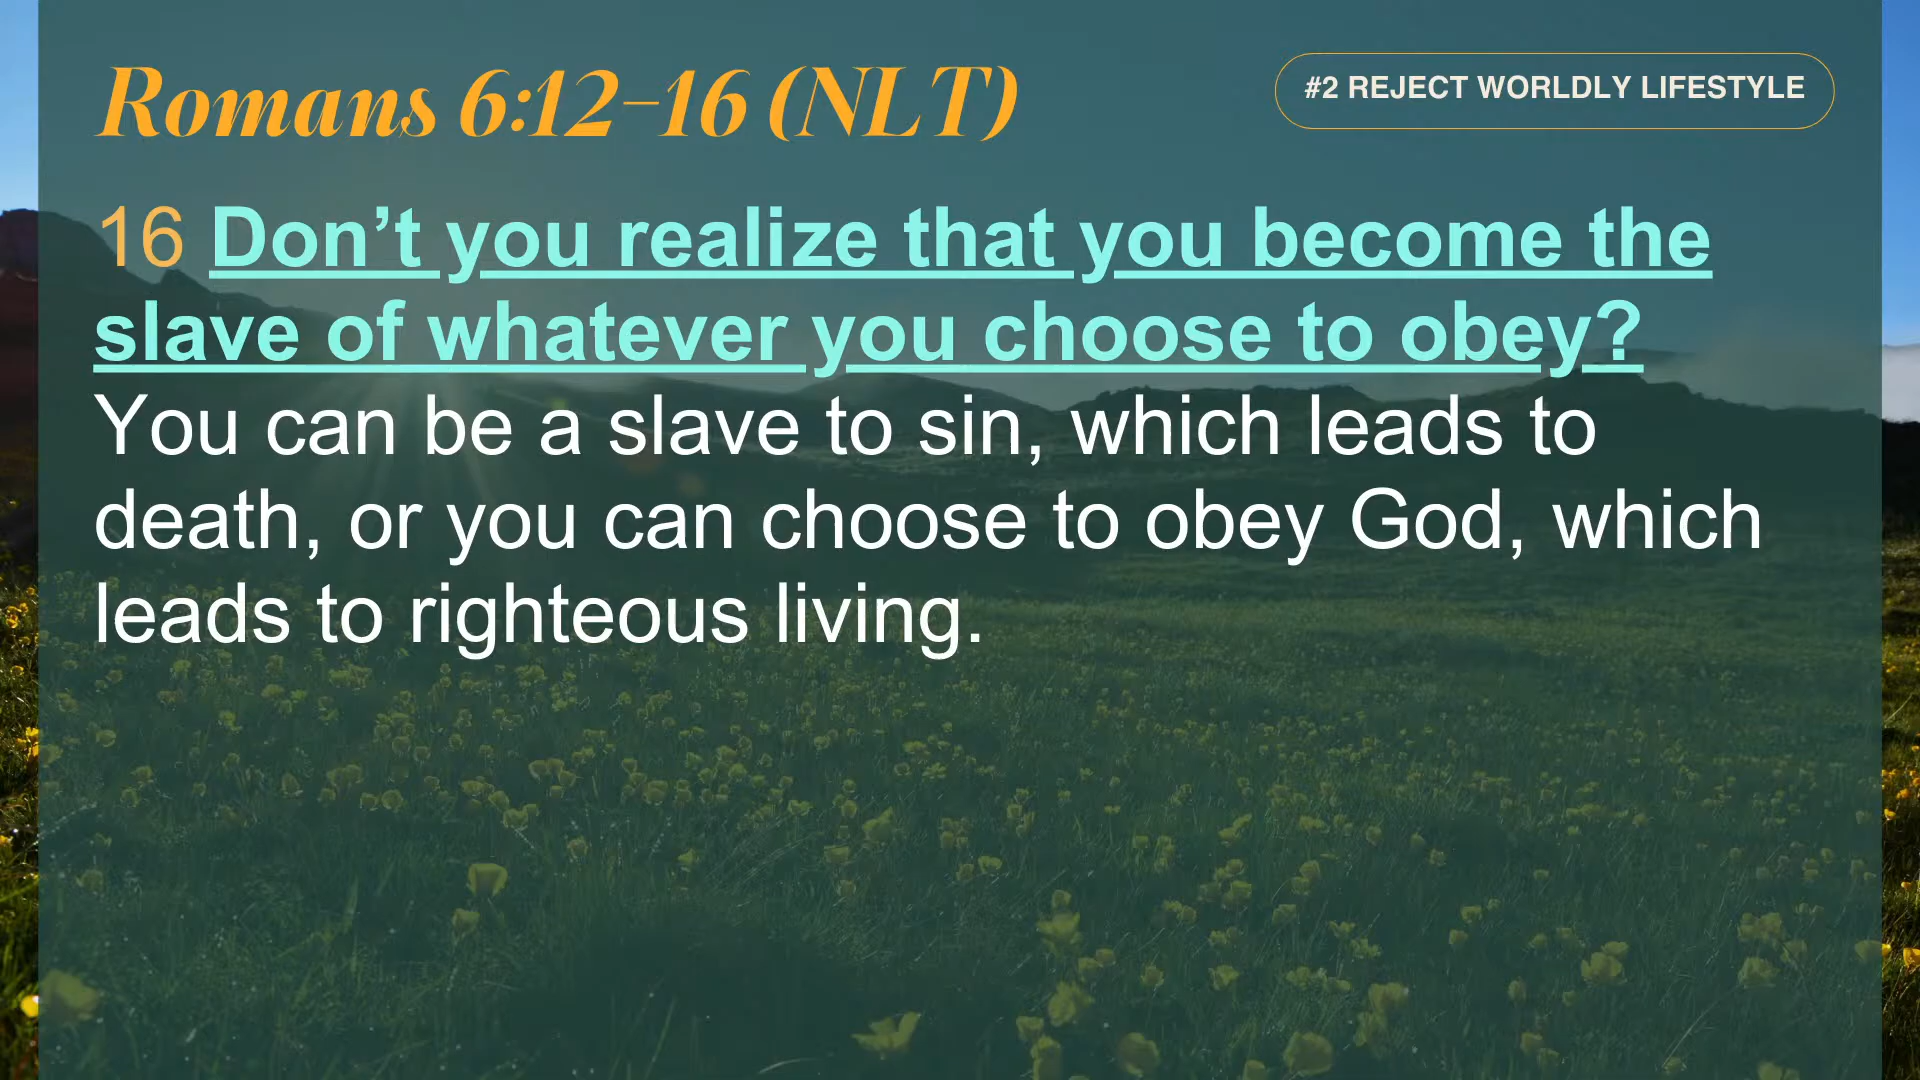 Romans 6:12–16 (NLT)
#2 REJECT WORLDLY LIFESTYLE
16 Don’t you realize that you become the
slave of whatever you choose to obey?
You can be a slave to sin, which leads to
death, or you can choose to obey God, which
leads to righteous living.